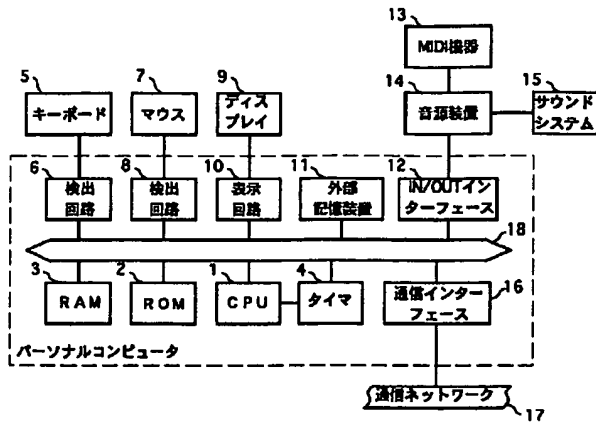 13
MIDI機器
5
7
9
14
15
キーボード
マウス
ディス
プレイ
音源装置
サウンド
システム
6
8
10
11
12
検出
回路
検出
回路
表示
回路
外部
記憶装置
IN/OUTイン
ターフェース
18
3
2
1
4
16
RAM
ROM
CPU
タイマ
通信インター
フェース
パーソナルコンピュータ
通信ネットワーク
17